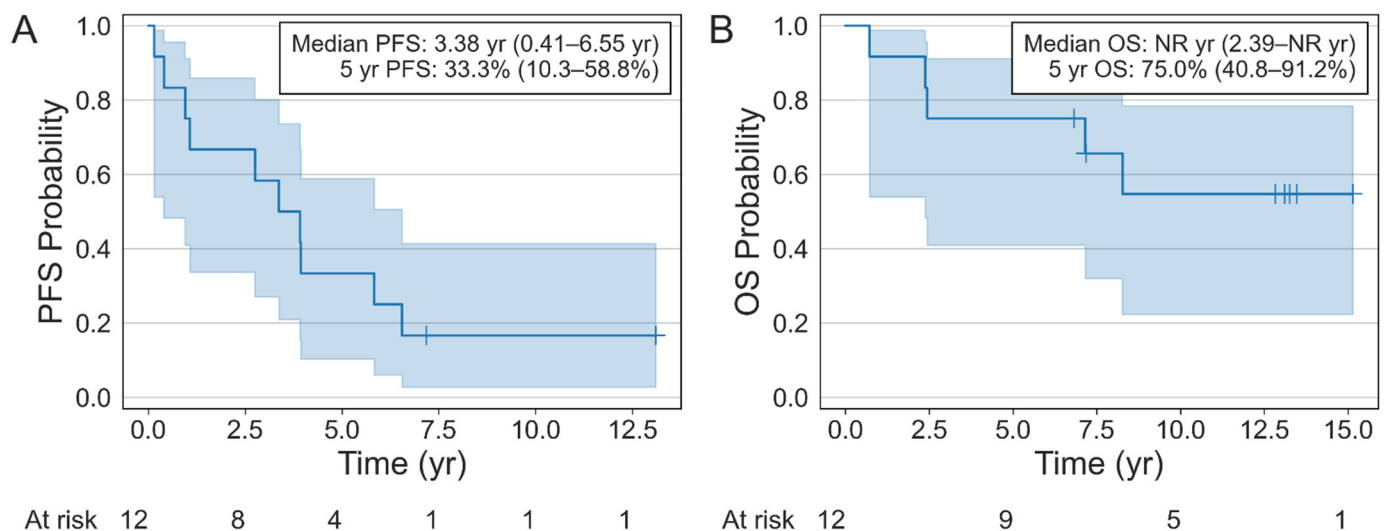 A
PFS Probability
1.0
0.8
0.6
0.4
0.2
0.0
Median PFS: 3.38 yr (0.41–6.55 yr)
5 yr PFS: 33.3% (10.3–58.8%)
0.0 2.5 5.0 7.5 10.0 12.5
Time (yr)
At risk 12 8 4 1 1 1
B
OS Probability
1.0
0.8
0.6
0.4
0.2
0.0
Median OS: NR yr (2.39–NR yr)
5 yr OS: 75.0% (40.8–91.2%)
0.0 2.5 5.0 7.5 10.0 12.5 15.0
Time (yr)
At risk 12 9 5 1